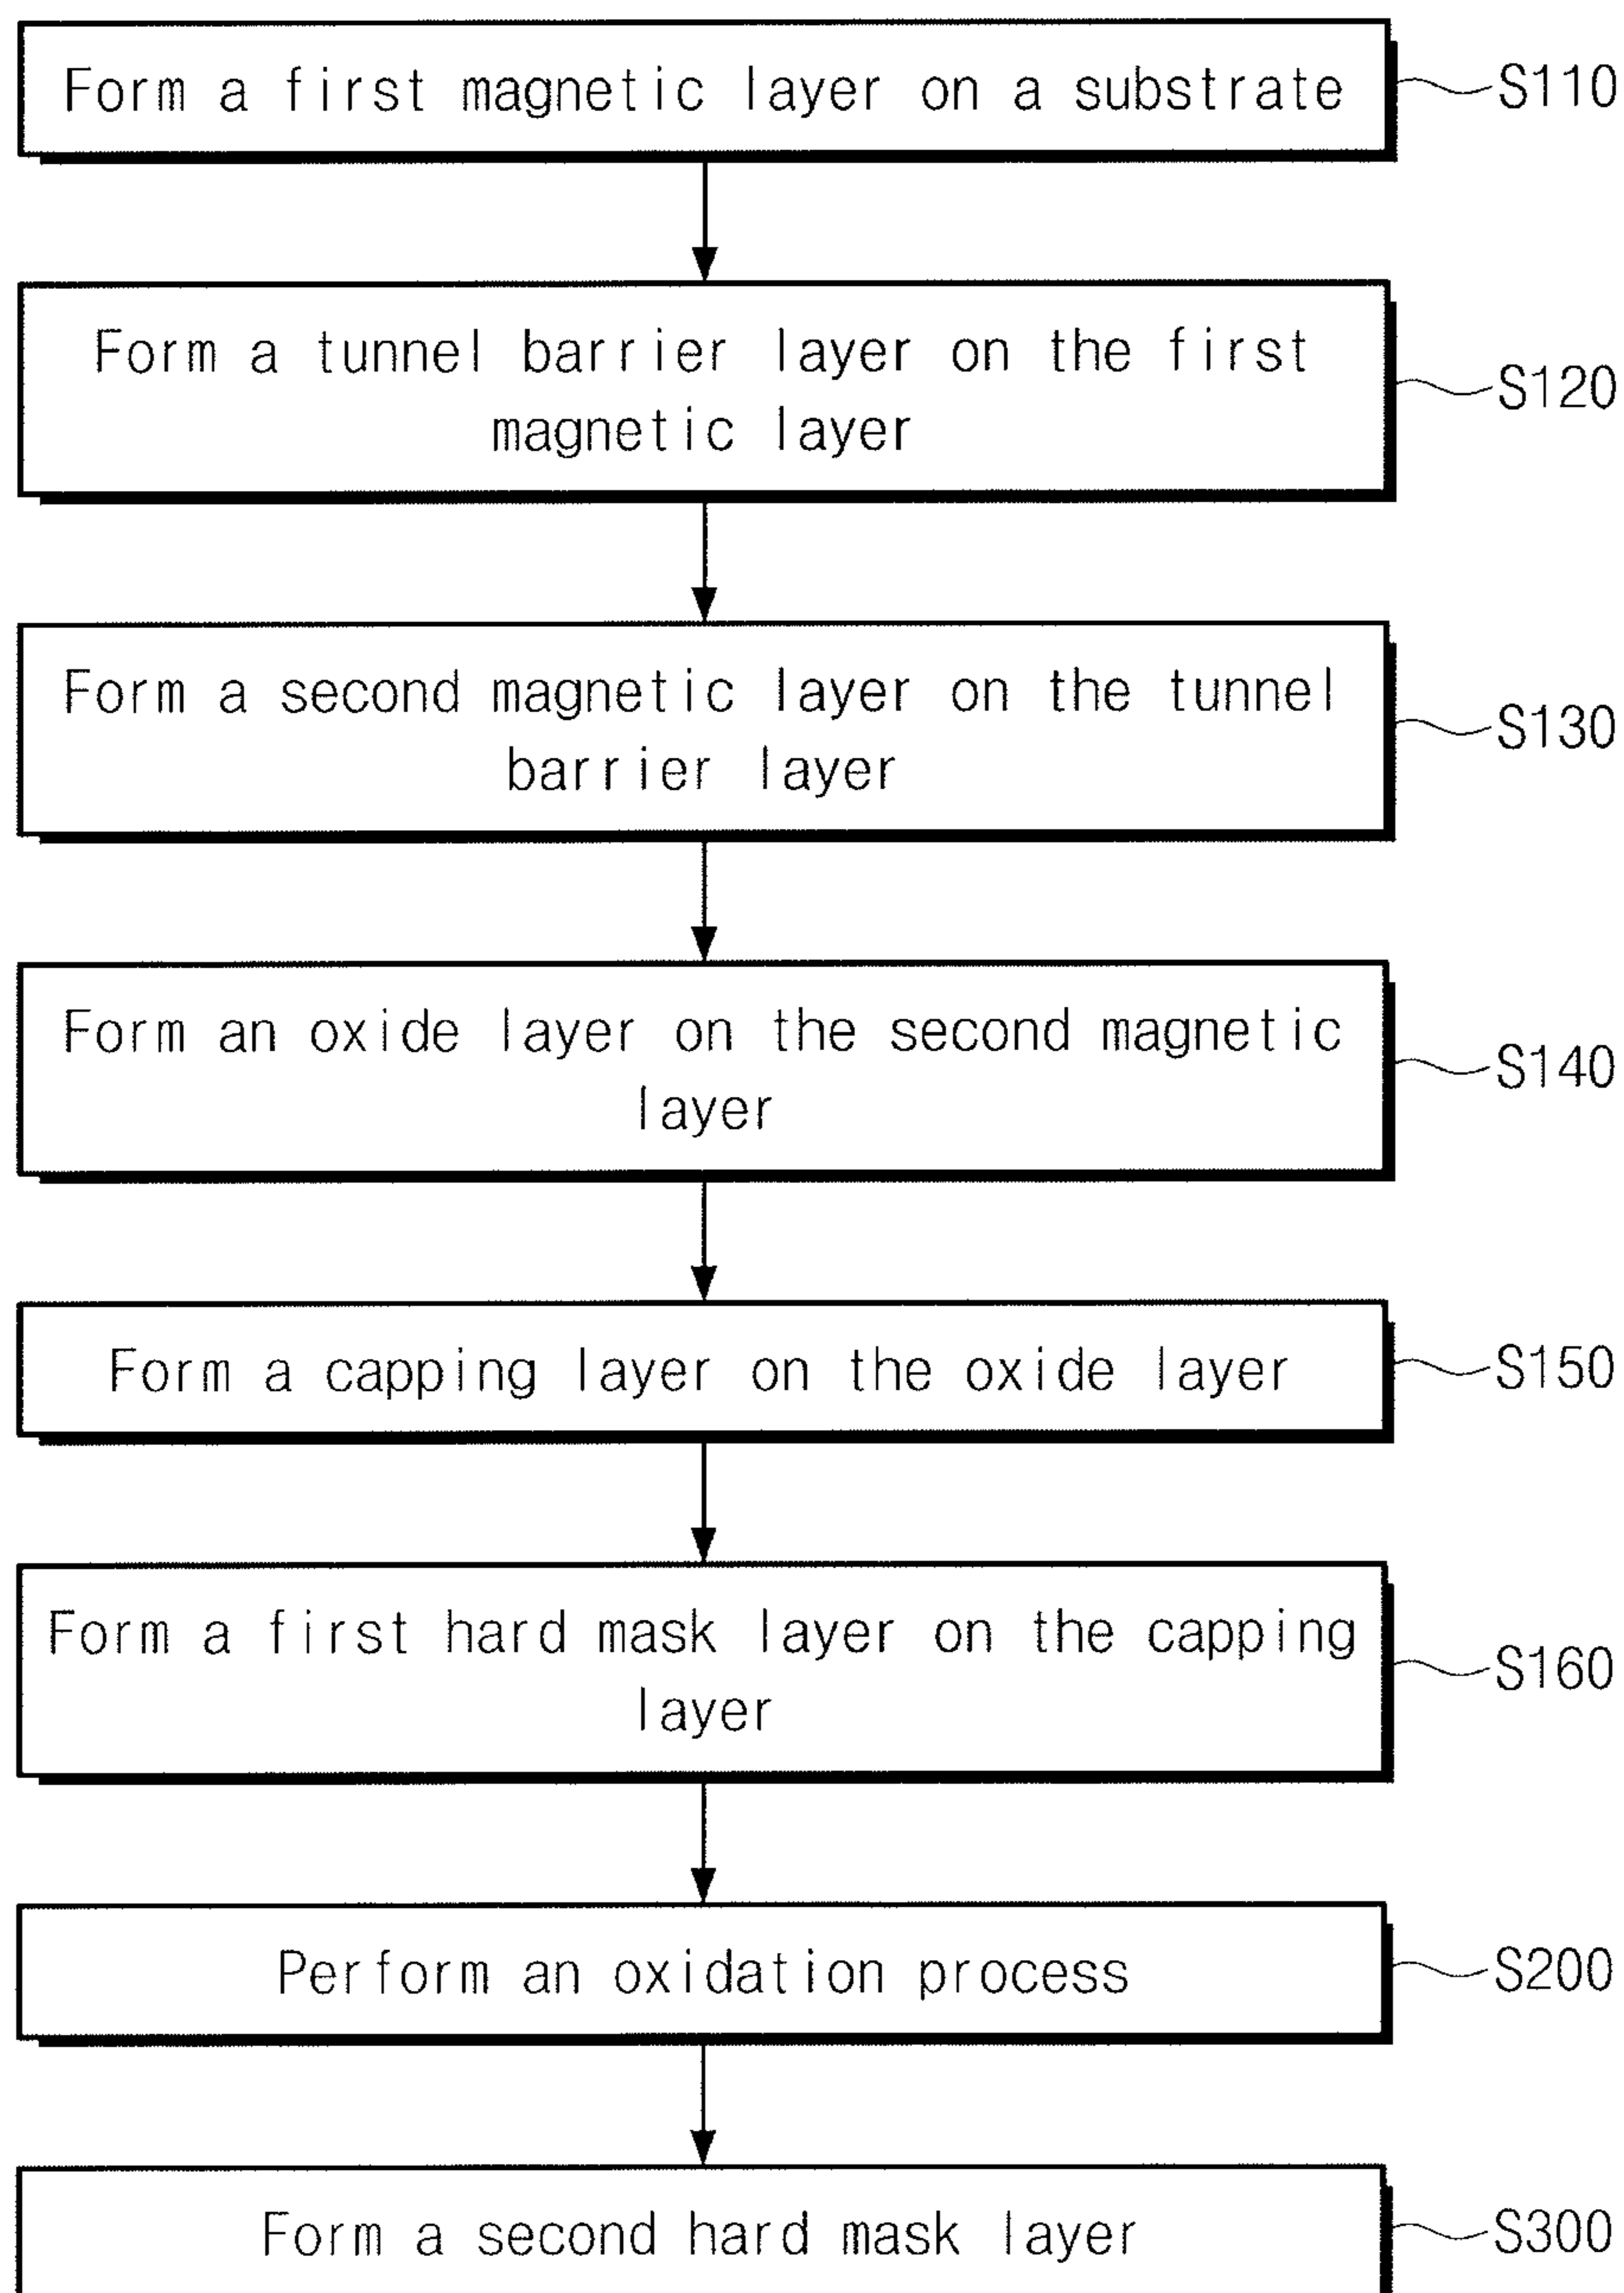 Form a first magnetic layer on a substrate
S110
Form a tunnel barrier layer on the first
magnetic layer
S120
Form a second magnetic layer on the tunnel
barrier layer
S130
Form an oxide layer on the second magnetic
layer
S140
Form a capping layer on the oxide layer
S150
Form a first hard mask layer on the capping
layer
S160
Perform an oxidation process
S200
Form a second hard mask layer
S300